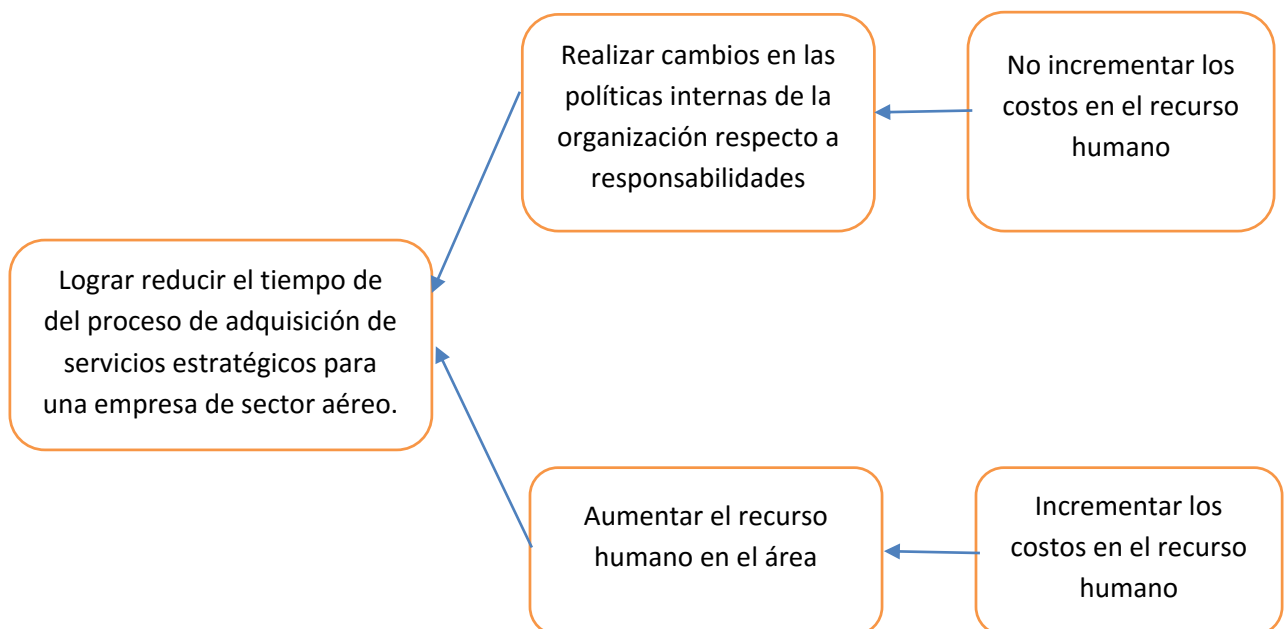 Realizar cambios en las
políticas internas de la
organización respecto a
responsabilidades
No incrementar los
costos en el recurso
humano
Lograr reducir el tiempo de
del proceso de adquisición de
servicios estratégicos para
una empresa de sector aéreo.
Aumentar el recurso
humano en el área
Incrementar los
costos en el recurso
humano